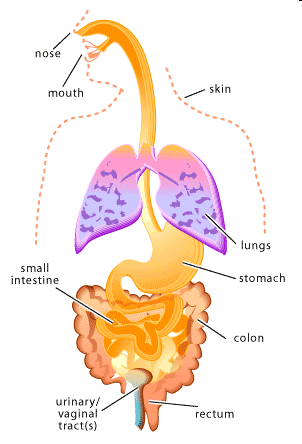 nose
mouth
skin
lungs
stomach
small
intestine
colon
urinary/
vaginal
tract(s)
rectum